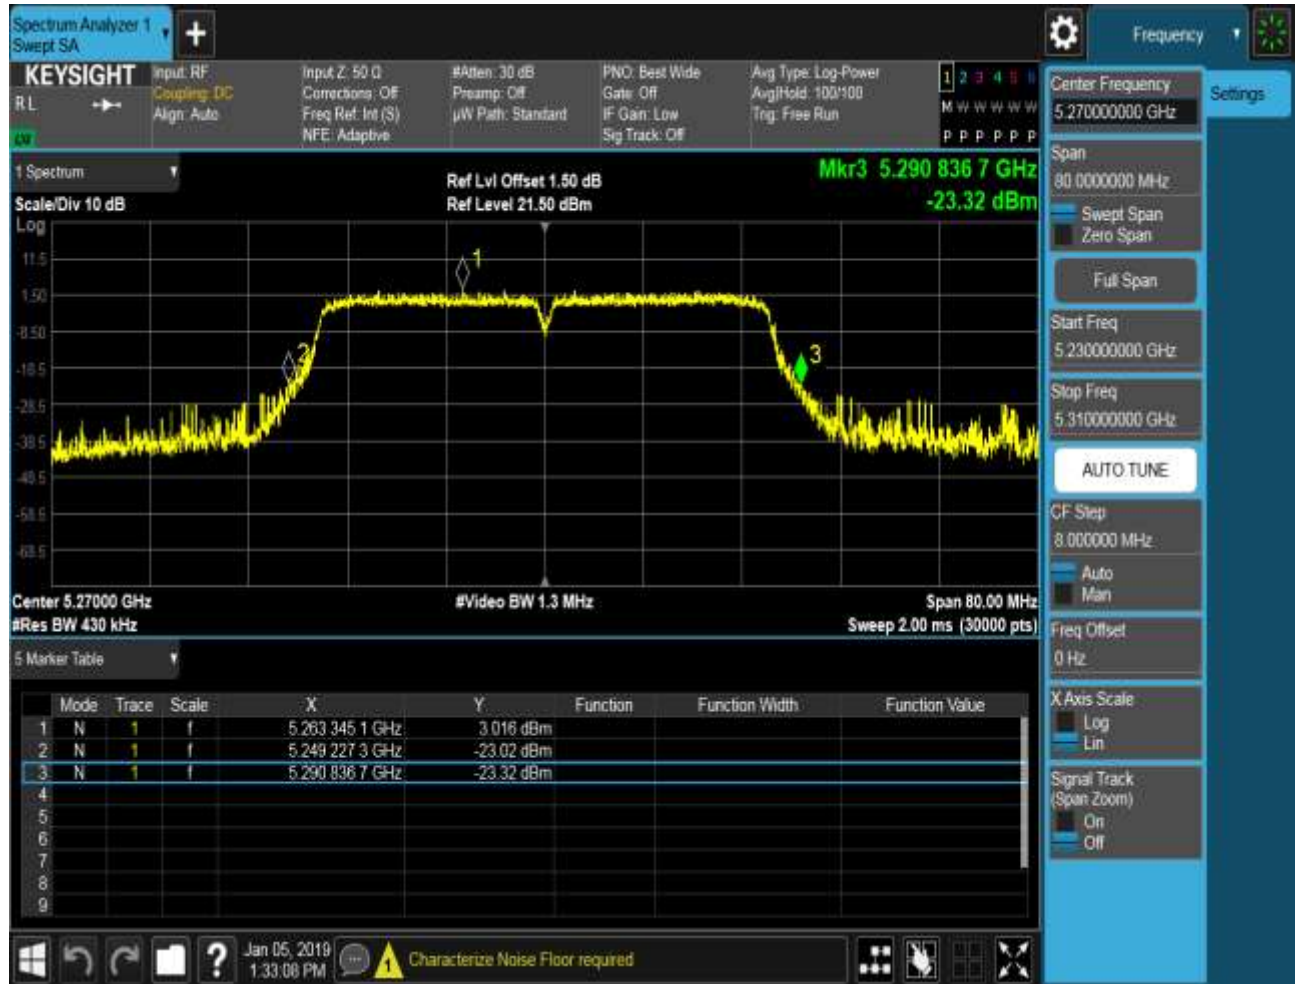 Spectrum Analyzer 1
Swept SA
+
Frequency
KEYSIGHT
RL
Input: RF
Coupling: DC
Align: Auto
Input Z: 50 Ω
Corrections: Off
Freq Ref: Int (S)
NFE: Adaptive
#Atten: 30 dB
Preamp: Off
µW Path: Standard
PNO: Best Wide
Gate: Off
IF Gain: Low
Sig Track: Off
Avg Type: Log-Power
Avg|Hold: 100/100
Trig: Free Run
1 2 3 4 5 6
M W W W W W
P P P P P P
1 Spectrum
Scale/Div 10 dB
Ref Lvl Offset 1.50 dB
Ref Level 21.50 dBm
Mkr3 5.290 836 7 GHz
-23.32 dBm
Log
11.5
1.50
-8.50
-18.5
-28.5
-38.5
-48.5
-58.5
-68.5
1
2
3
Center 5.27000 GHz
#Res BW 430 kHz
#Video BW 1.3 MHz
Span 80.00 MHz
Sweep 2.00 ms (30000 pts)
5 Marker Table
Mode Trace Scale X Y Function Function Width Function Value
1 N 1 f 5.263 345 1 GHz 3.016 dBm
2 N 1 f 5.249 227 3 GHz -23.02 dBm
3 N 1 f 5.290 836 7 GHz -23.32 dBm
4
5
6
7
8
9
Center Frequency
5.270000000 GHz
Settings
Span
80.0000000 MHz
Swept Span
Zero Span
Full Span
Start Freq
5.230000000 GHz
Stop Freq
5.310000000 GHz
AUTO TUNE
CF Step
8.000000 MHz
Auto
Man
Freq Offset
0 Hz
X Axis Scale
Log
Lin
Signal Track
(Span Zoom)
On
Off
?
Jan 05, 2019
1:33:08 PM
Characterize Noise Floor required